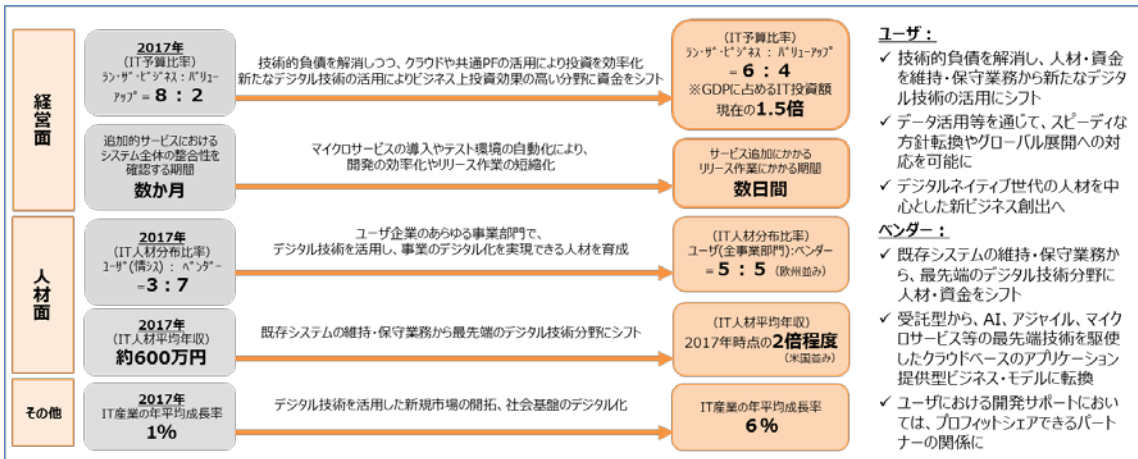 経営面
2017年
(IT予算比率)
ﾗﾝ･ｻﾞ･ﾋﾞｼﾞﾈｽ：ﾊﾞﾘｭｰ
ｱｯﾌﾟ = 8：2
技術的負債を解消しつつ、クラウドや共通PFの活用により投資を効率化
新たなデジタル技術の活用によりビジネス上投資効果の高い分野に資金をシフト
(IT予算比率)
ﾗﾝ･ｻﾞ･ﾋﾞｼﾞﾈｽ：ﾊﾞﾘｭｰｱｯﾌﾟ
= 6：4
※GDPに占めるIT投資額
現在の1.5倍
追加的サービスにおける
システム全体の整合性を
確認する期間
数か月
マイクロサービスの導入やテスト環境の自動化により、
開発の効率化やリリース作業の短縮化
サービス追加にかかる
リリース作業にかかる期間
数日間
人材面
2017年
(IT人材分布比率)
ﾕｰｻﾞ(情ｼｽ)：ﾍﾞﾝﾀﾞｰ
=3：7
ユーザ企業のあらゆる事業部門で、
デジタル技術を活用し、事業のデジタル化を実現できる人材を育成
(IT人材分布比率)
ユーザ(全事業部門):ベンダー
= 5：5 (欧州並み)
2017年
(IT人材平均年収)
約600万円
既存システムの維持・保守業務から最先端のデジタル技術分野にシフト
(IT人材平均年収)
2017年時点の2倍程度
(米国並み)
その他
2017年
IT産業の年平均成長率
1%
デジタル技術を活用した新規市場の開拓、社会基盤のデジタル化
IT産業の年平均成長率
6%
ユーザ：
✓ 技術的負債を解消し、人材・資金
を維持・保守業務から新たなデジタ
ル技術の活用にシフト
✓ データ活用等を通じて、スピーディな
方針転換やグローバル展開への対
応を可能に
✓ デジタルネイティブ世代の人材を中
心とした新ビジネス創出へ
ベンダー：
✓ 既存システムの維持・保守業務か
ら、最先端のデジタル技術分野に
人材・資金をシフト
✓ 受託型から、AI、アジャイル、マイク
ロサービス等の最先端技術を駆使
したクラウドベースのアプリケーション
提供型ビジネス・モデルに転換
✓ ユーザにおける開発サポートにおい
ては、プロフィットシェアできるパート
ナーの関係に